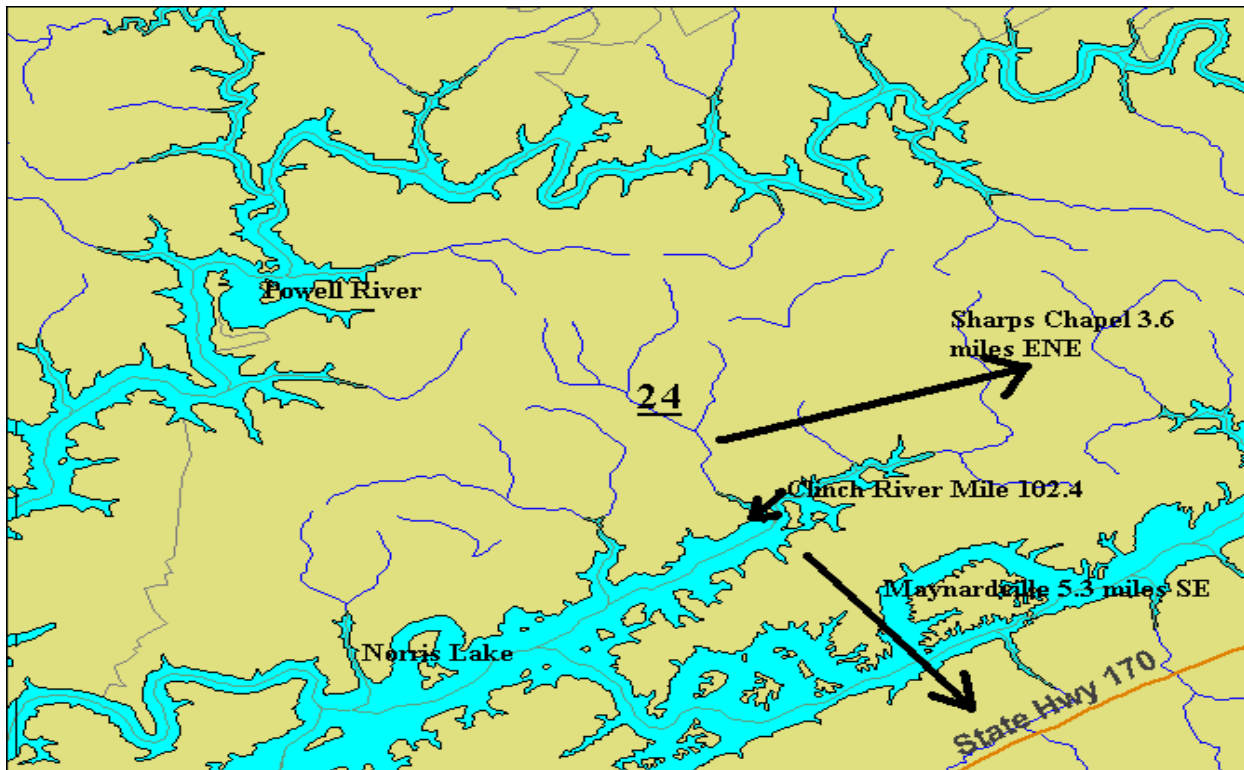 Powell River
Sharps Chapel 3.6
miles ENE
24
Clinch River Mile 102.4
Maynardville 5.3 miles SE
Norris Lake
State Hwy 170